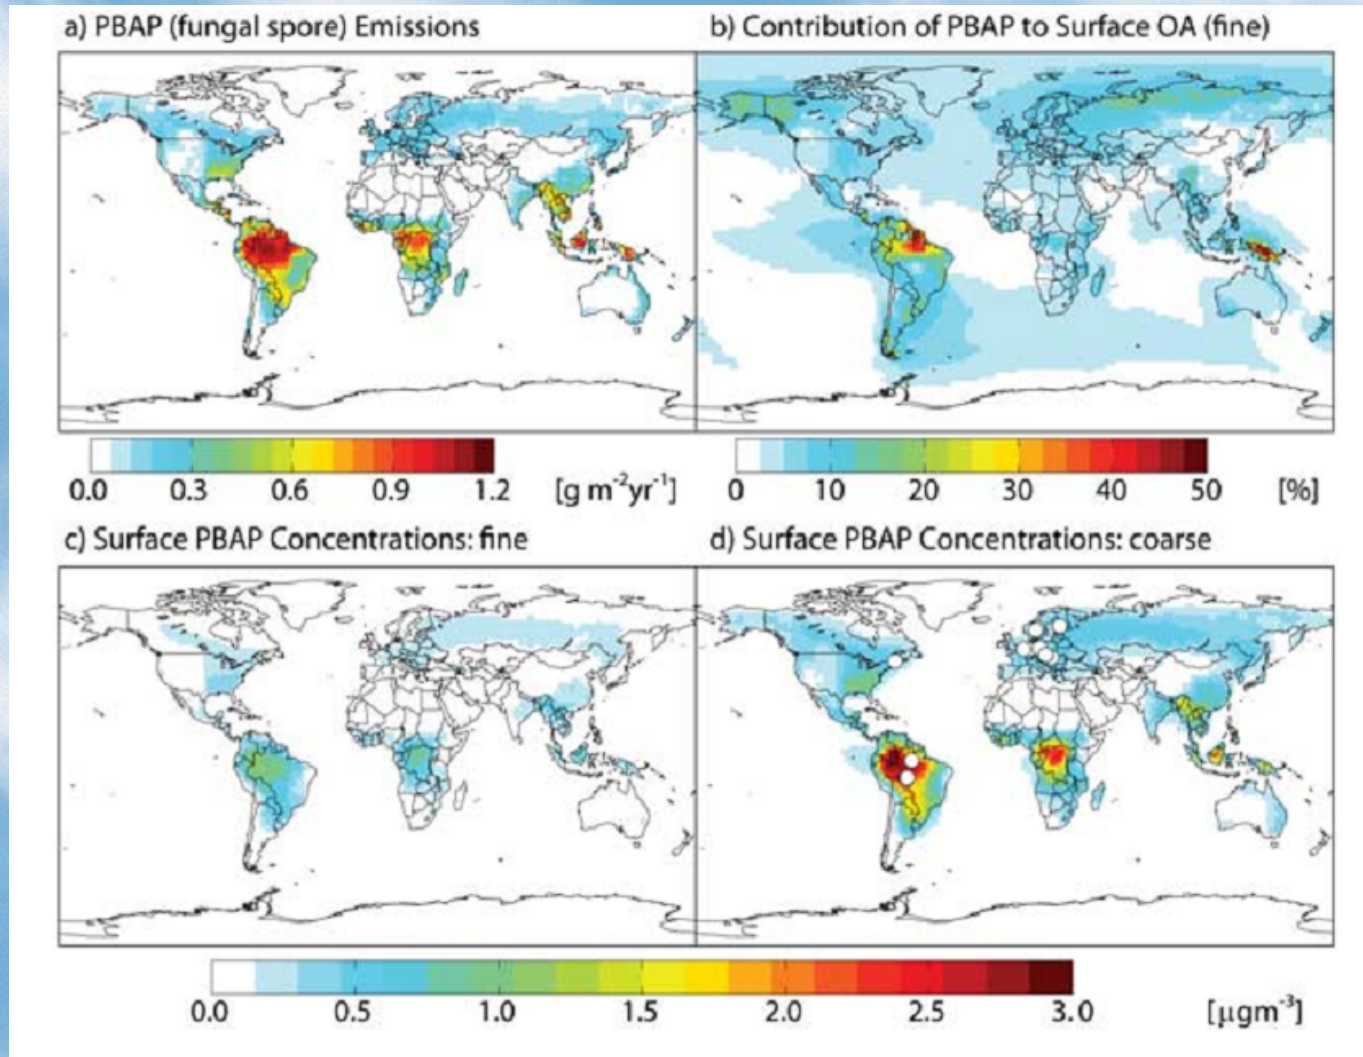 a) PBAP (fungal spore) Emissions
b) Contribution of PBAP to Surface OA (fine)
0.0 0.3 0.6 0.9 1.2 [g m⁻²yr⁻¹]
0 10 20 30 40 50 [%]
c) Surface PBAP Concentrations: fine
d) Surface PBAP Concentrations: coarse
0.0 0.5 1.0 1.5 2.0 2.5 3.0 [µgm⁻³]